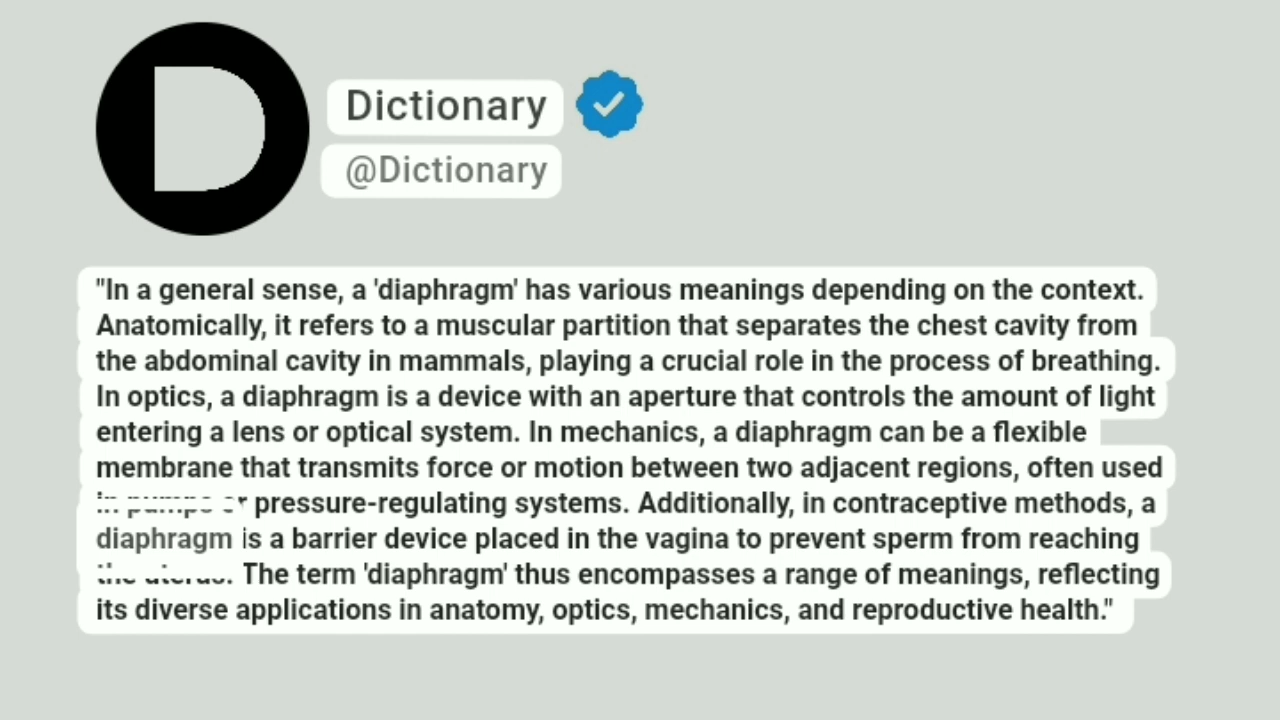 D
Dictionary
@Dictionary
"In a general sense, a 'diaphragm' has various meanings depending on the context.
Anatomically, it refers to a muscular partition that separates the chest cavity from
the abdominal cavity in mammals, playing a crucial role in the process of breathing.
In optics, a diaphragm is a device with an aperture that controls the amount of light
entering a lens or optical system. In mechanics, a diaphragm can be a flexible
membrane that transmits force or motion between two adjacent regions, often used
in pumps or pressure-regulating systems. Additionally, in contraceptive methods, a
diaphragm is a barrier device placed in the vagina to prevent sperm from reaching
the uterus. The term 'diaphragm' thus encompasses a range of meanings, reflecting
its diverse applications in anatomy, optics, mechanics, and reproductive health."